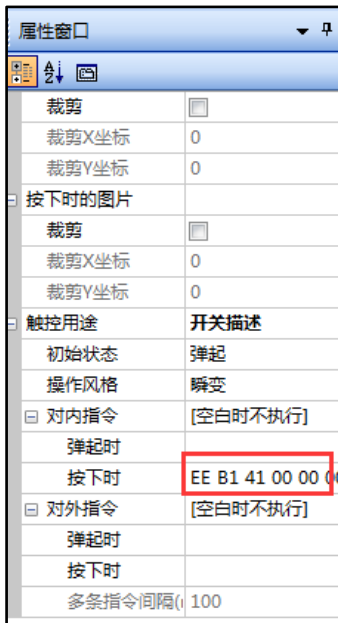 属性窗口
裁剪
裁剪X坐标 0
裁剪Y坐标 0
按下时的图片
裁剪
裁剪X坐标 0
裁剪Y坐标 0
触控用途 开关描述
初始状态 弹起
操作风格 瞬变
对内指令 [空白时不执行]
弹起时
按下时 EE B1 41 00 00 00
对外指令 [空白时不执行]
弹起时
按下时
多条指令间隔( 100